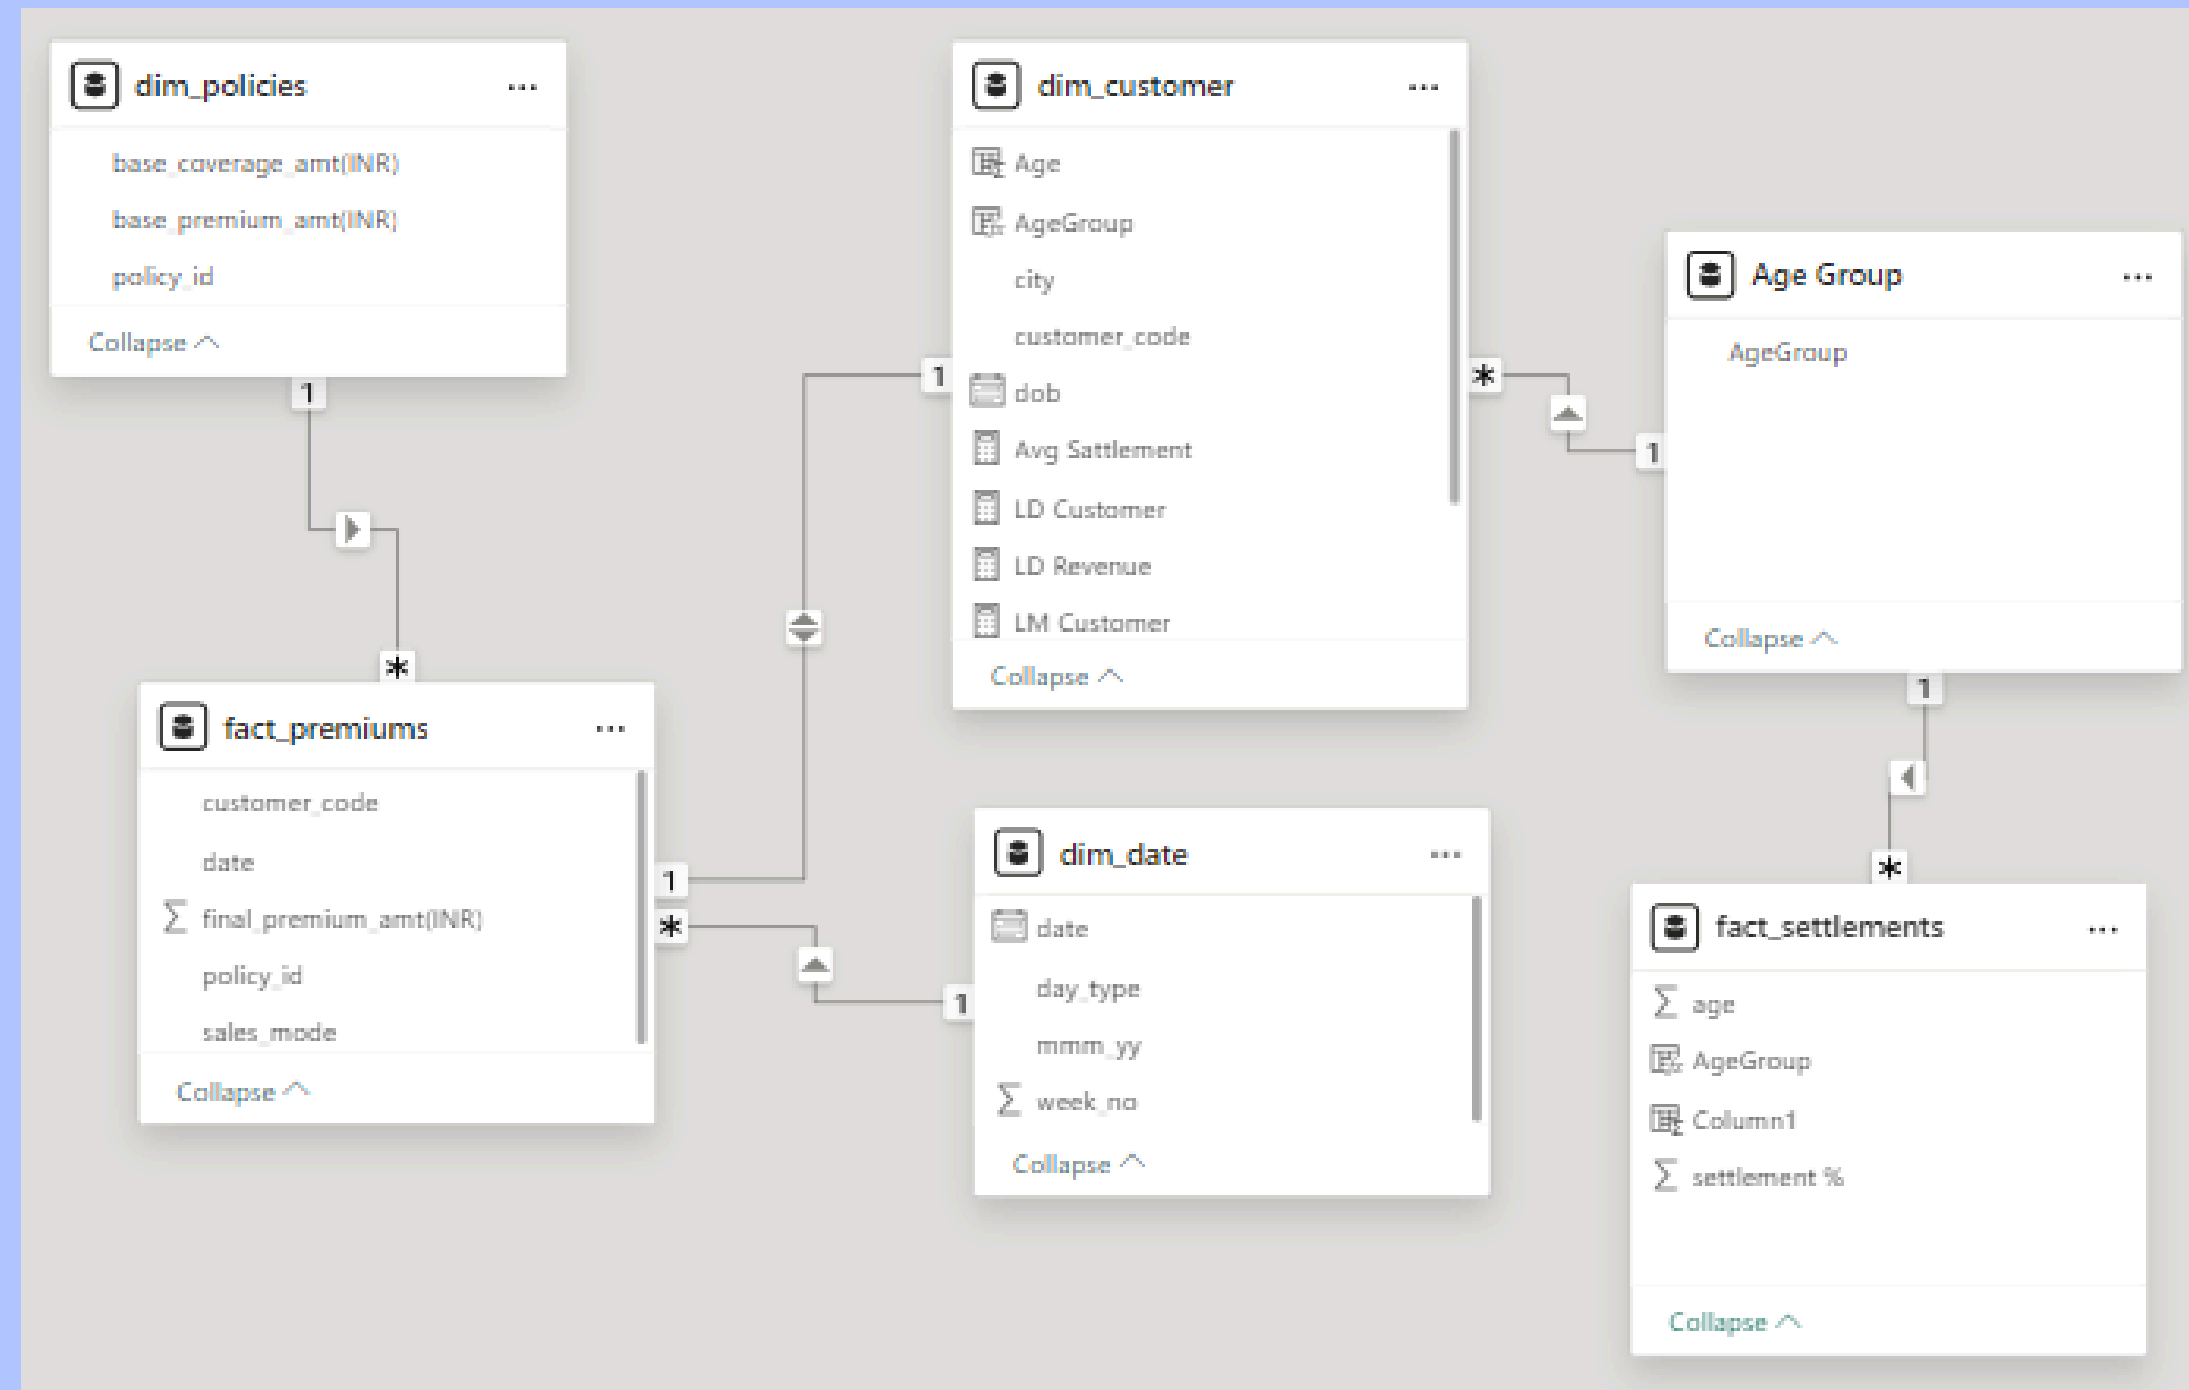 dim_policies ...
base_coverage_amt(INR)
base_premium_amt(INR)
policy_id
Collapse
1
*
dim_customer ...
Age
AgeGroup
city
customer_code
dob
Avg Sattlement
LD Customer
LD Revenue
LM Customer
Collapse
1
*
1
Age Group ...
AgeGroup
Collapse
1
*
fact_premiums ...
customer_code
date
final_premium_amt(INR)
policy_id
sales_mode
Collapse
1
*
1
dim_date ...
date
day_type
mmm_yy
week_no
Collapse
fact_settlements ...
age
AgeGroup
Column1
settlement %
Collapse